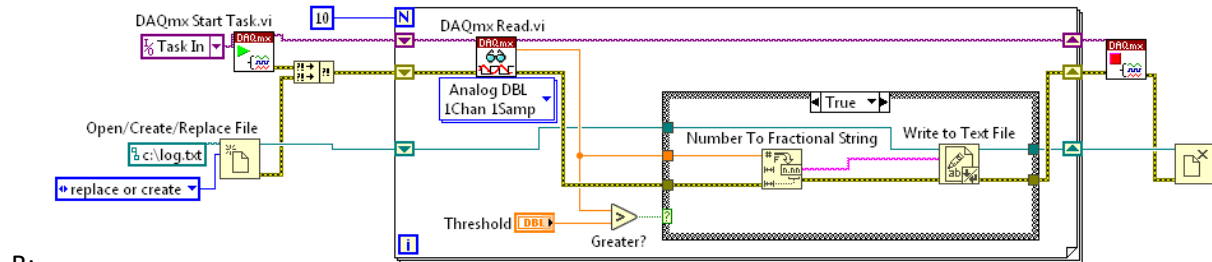 DAQmx Start Task.vi
10
N
DAQmx Read.vi
DAQmx
I/O Task In
DAQmx
DAQmx
?!
?!
?!
Analog DBL
1Chan 1Samp
True
Open/Create/Replace File
Number To Fractional String
Write to Text File
c:\log.txt
#
F
n.nn
ab
replace or create
Threshold
DBL
>
?
Greater?
i
B: